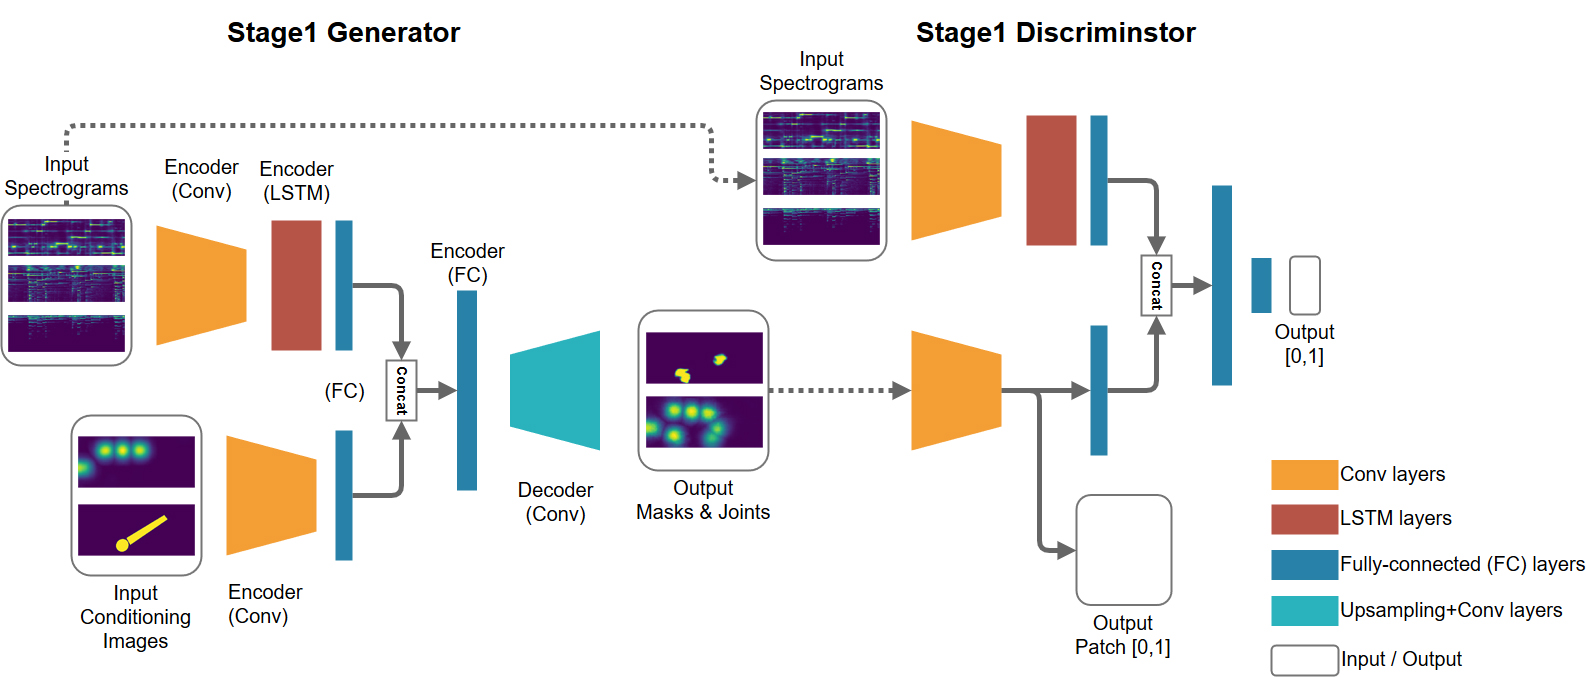 Stage1 Generator
Stage1 Discriminstor
Input
Spectrograms
Input
Spectrograms
Encoder
(Conv)
Encoder
(LSTM)
Encoder
(FC)
(FC)
Concat
Concat
Decoder
(Conv)
Output
Masks & Joints
Input
Conditioning
Images
Encoder
(Conv)
Output
[0,1]
Output
Patch [0,1]
Conv layers
LSTM layers
Fully-connected (FC) layers
Upsampling+Conv layers
Input / Output